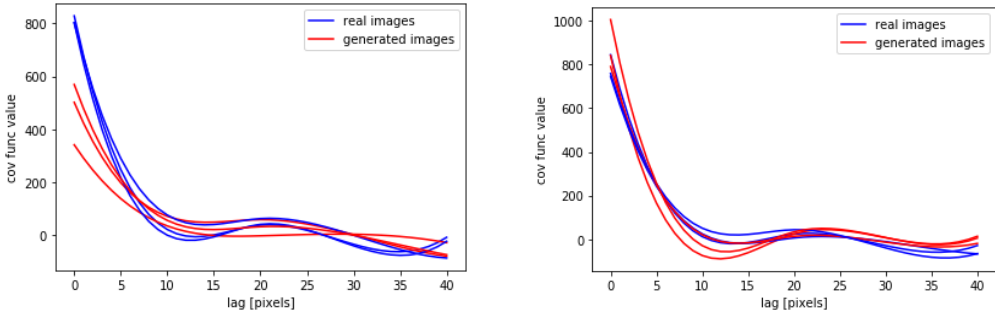 800
600
400
200
0
cov func value
0 5 10 15 20 25 30 35 40
lag [pixels]
real images
generated images
1000
800
600
400
200
0
cov func value
0 5 10 15 20 25 30 35 40
lag [pixels]
real images
generated images